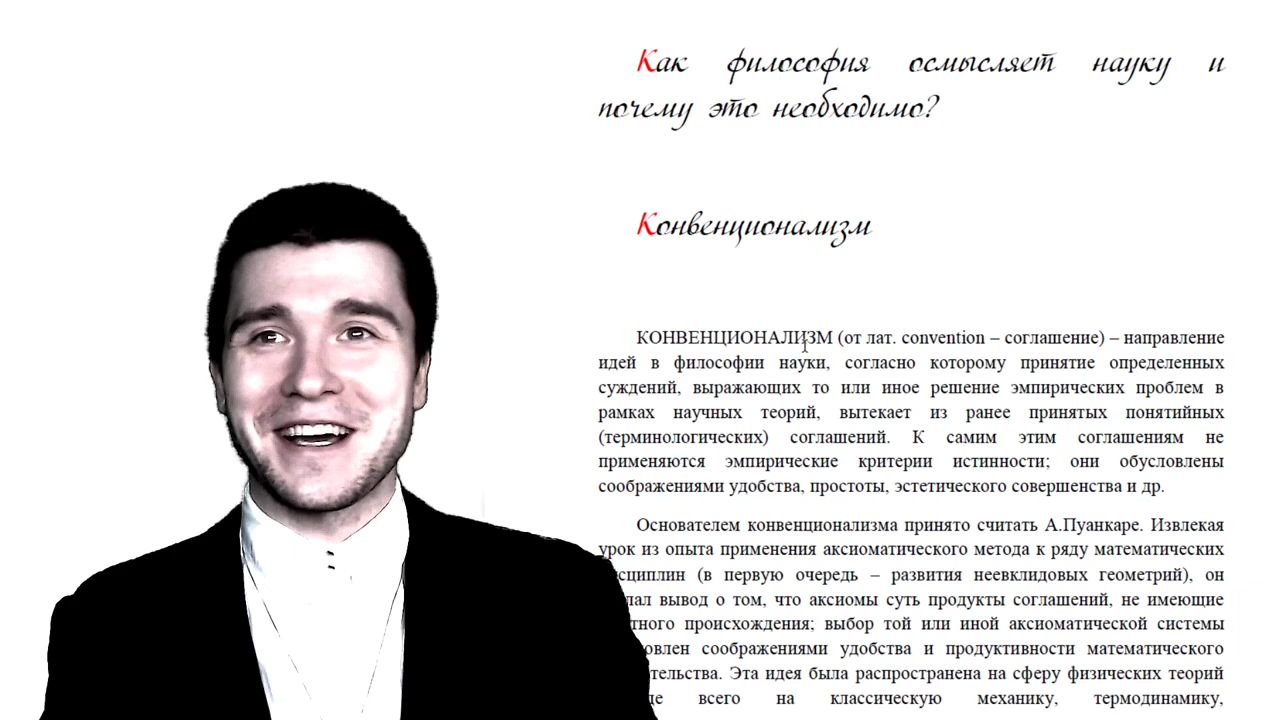 Как философия осмысляет науку и
почему это необходимо?
Конвенционализм
КОНВЕНЦИОНАЛИЗМ (от лат. convention – соглашение) – направление
идей в философии науки, согласно которому принятие определенных
суждений, выражающих то или иное решение эмпирических проблем в
рамках научных теорий, вытекает из ранее принятых понятийных
(терминологических) соглашений. К самим этим соглашениям не
применяются эмпирические критерии истинности; они обусловлены
соображениями удобства, простоты, эстетического совершенства и др.
Основателем конвенционализма принято считать А.Пуанкаре. Извлекая
урок из опыта применения аксиоматического метода к ряду математических
(в первую очередь – развития неевклидовых геометрий), он
вывод о том, что аксиомы суть продукты соглашений, не имеющие
происхождения; выбор той или иной аксиоматической системы
соображениями удобства и продуктивности математического
Эта идея была распространена на сферу физических теорий
всего на классическую механику, термодинамику,